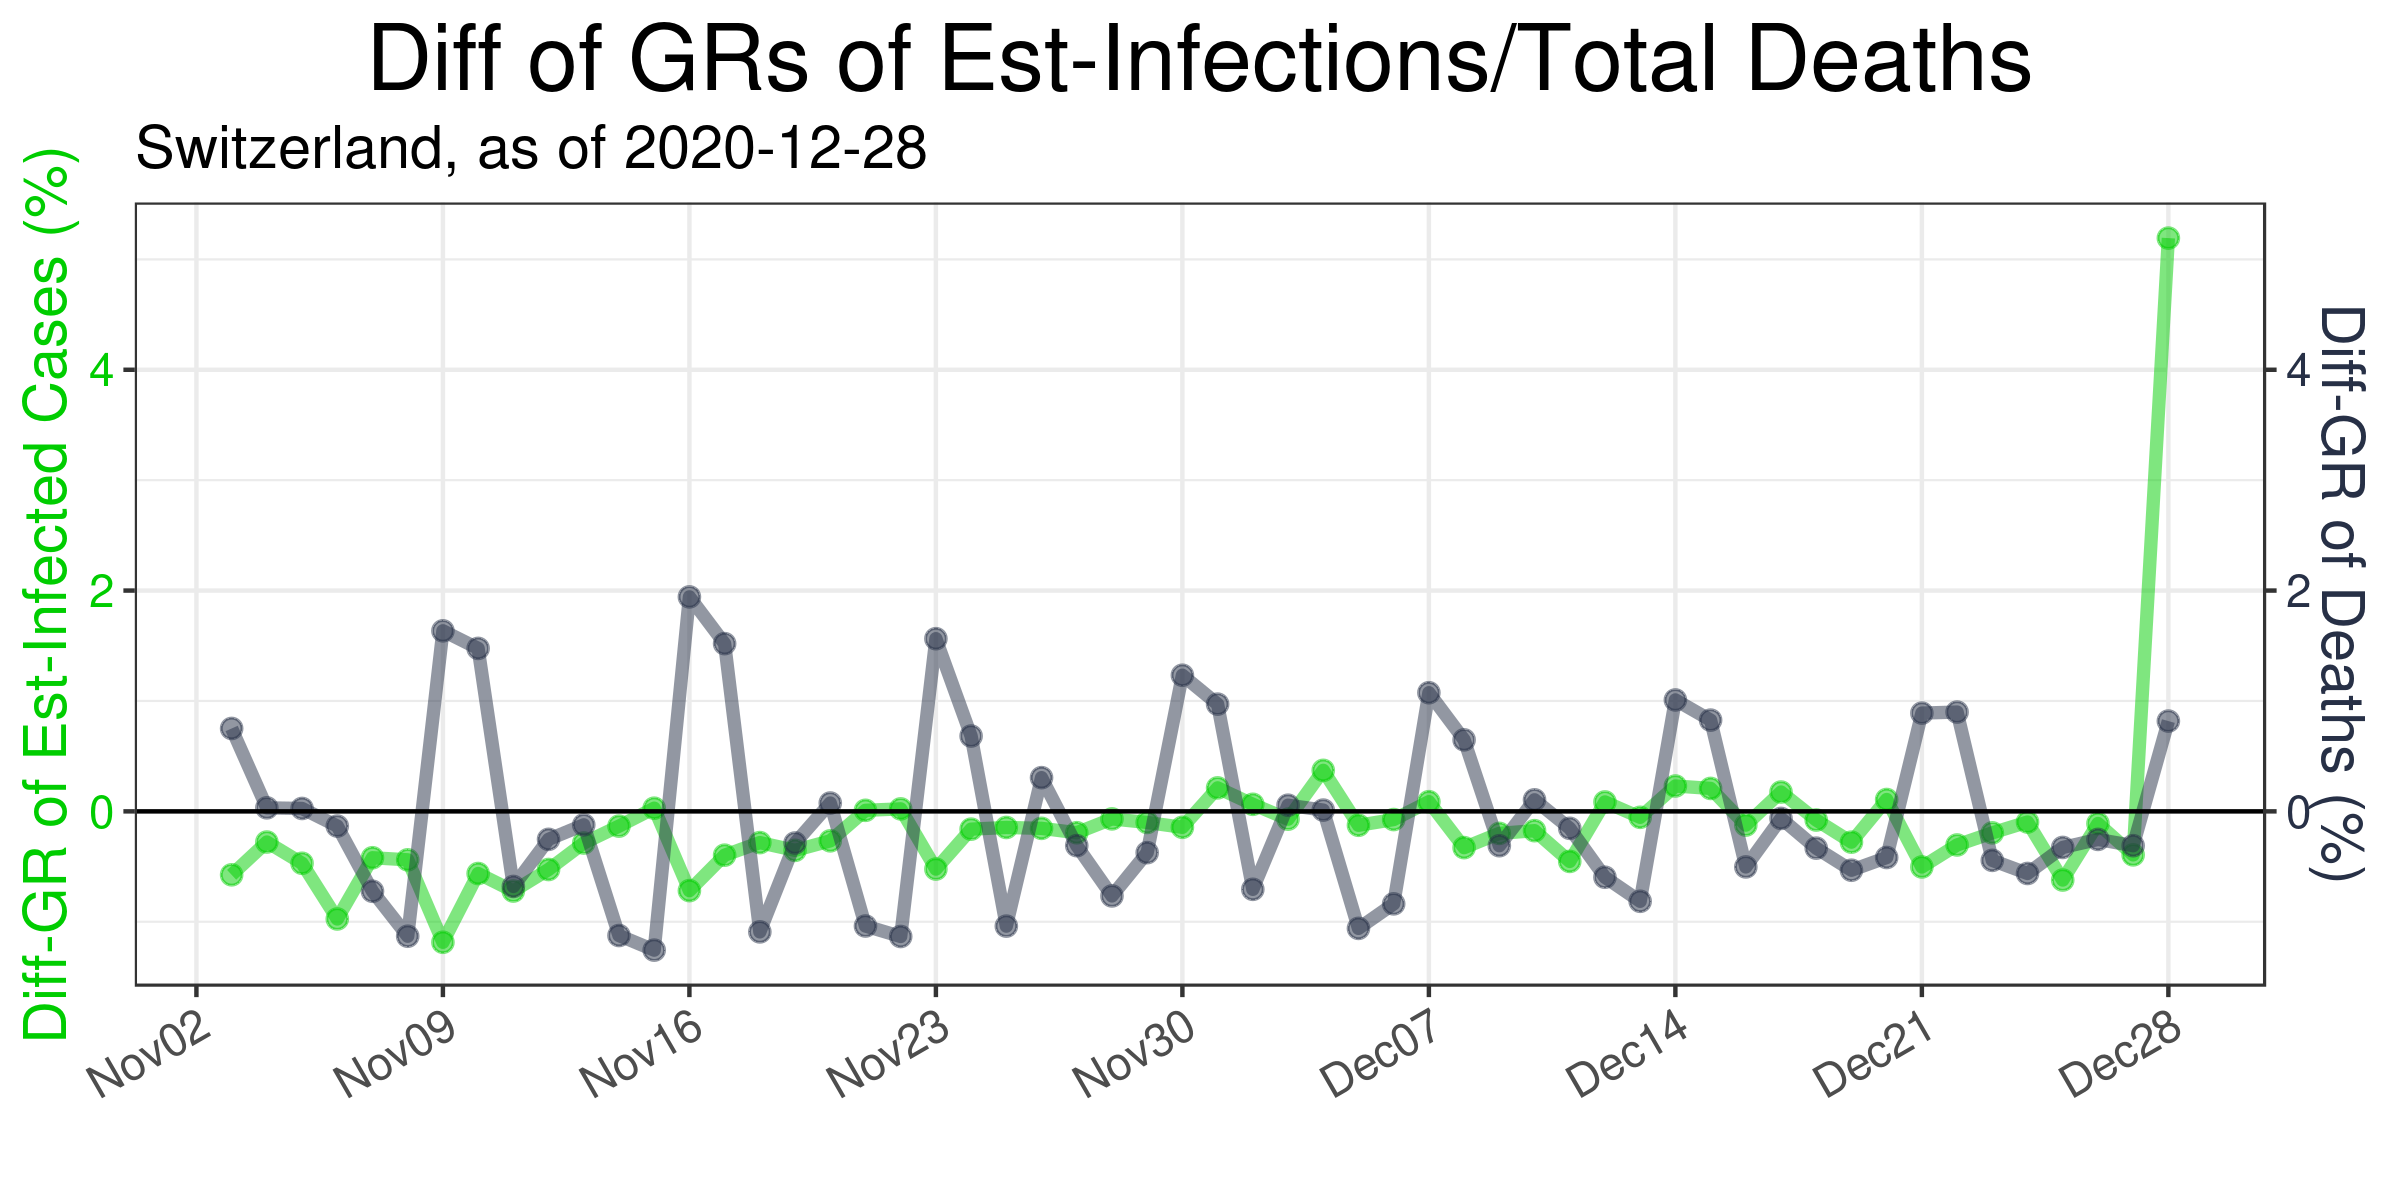 Diff of GRs of Est-Infections/Total Deaths
Switzerland, as of 2020-12-28
Diff-GR of Est-Infected Cases (%)
4
2
0
4
2
0
Diff-GR of Deaths (%)
Nov02
Nov09
Nov16
Nov23
Nov30
Dec07
Dec14
Dec21
Dec28